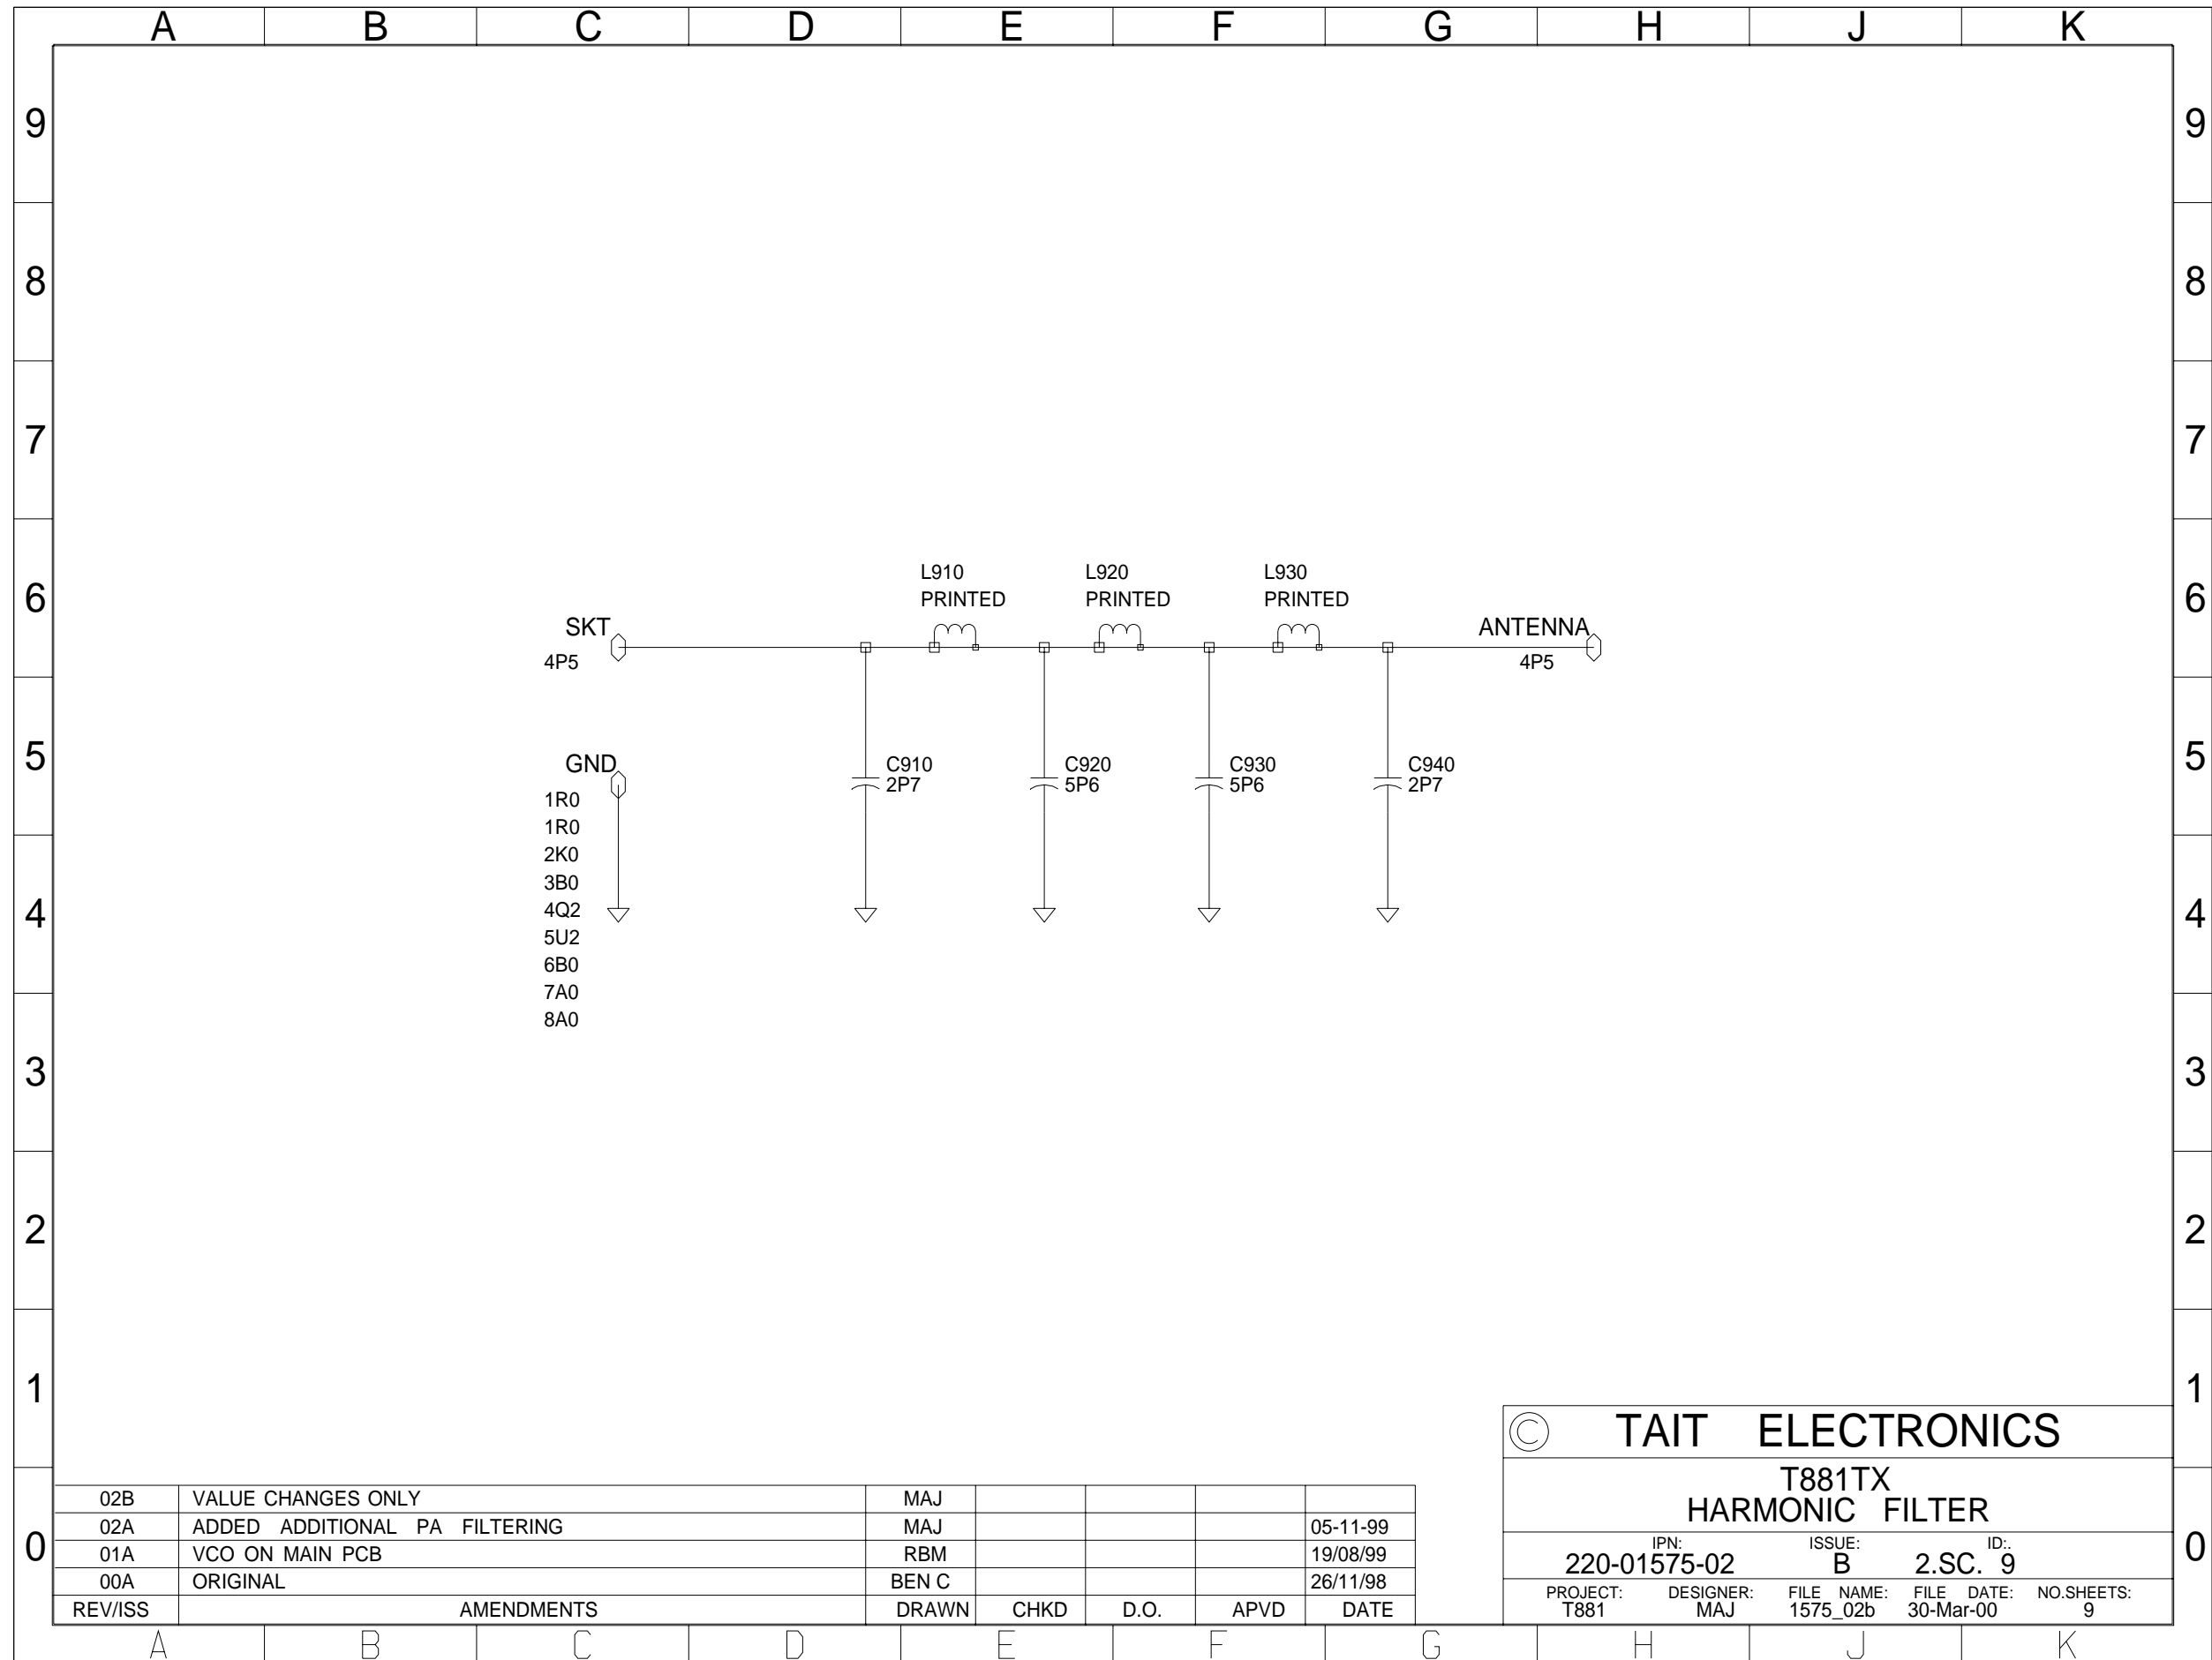 A B C D E F G H J K
9 9
8 8
7 7
6 6
5 5
4 4
3 3
2 2
1 1
0 0
L910
PRINTED
L920
PRINTED
L930
PRINTED
SKT
4P5
ANTENNA
4P5
GND
1R0
1R0
2K0
3B0
4Q2
5U2
6B0
7A0
8A0
C910
2P7
C920
5P6
C930
5P6
C940
2P7
© TAIT ELECTRONICS
T881TX
HARMONIC FILTER
IPN: ISSUE: ID:.
220-01575-02 B 2.SC. 9
PROJECT: DESIGNER: FILE NAME: FILE DATE: NO.SHEETS:
T881 MAJ 1575_02b 30-Mar-00 9
02B VALUE CHANGES ONLY MAJ
02A ADDED ADDITIONAL PA FILTERING MAJ 05-11-99
01A VCO ON MAIN PCB RBM 19/08/99
00A ORIGINAL BEN C 26/11/98
REV/ISS AMENDMENTS DRAWN CHKD D.O. APVD DATE
A B C D E F G H J K